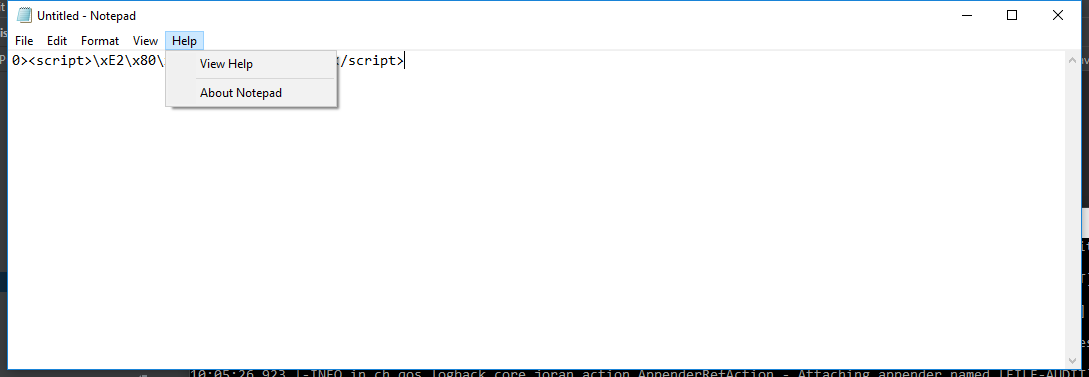 Untitled - Notepad
File Edit Format View Help
0><script>\xE2\x80\ /script>
View Help
About Notepad
10:05:26,923 |-INFO in ch.qos.logback.core.joran.action.AppenderRefAction - Attaching appender named [FILE-AUDIT